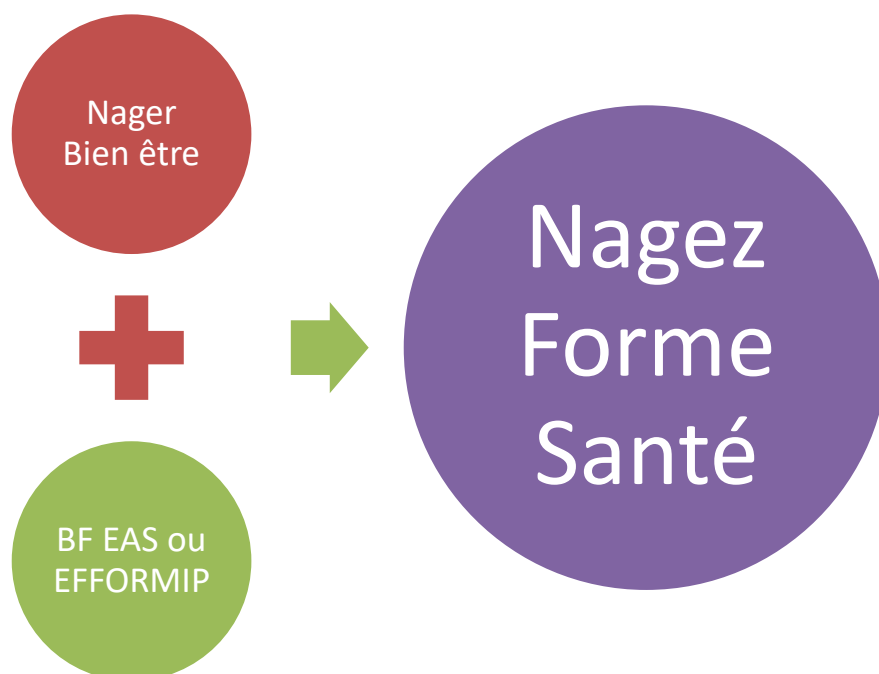 Nager
Bien être
BF EAS ou
EFFORMIP
Nagez
Forme
Santé